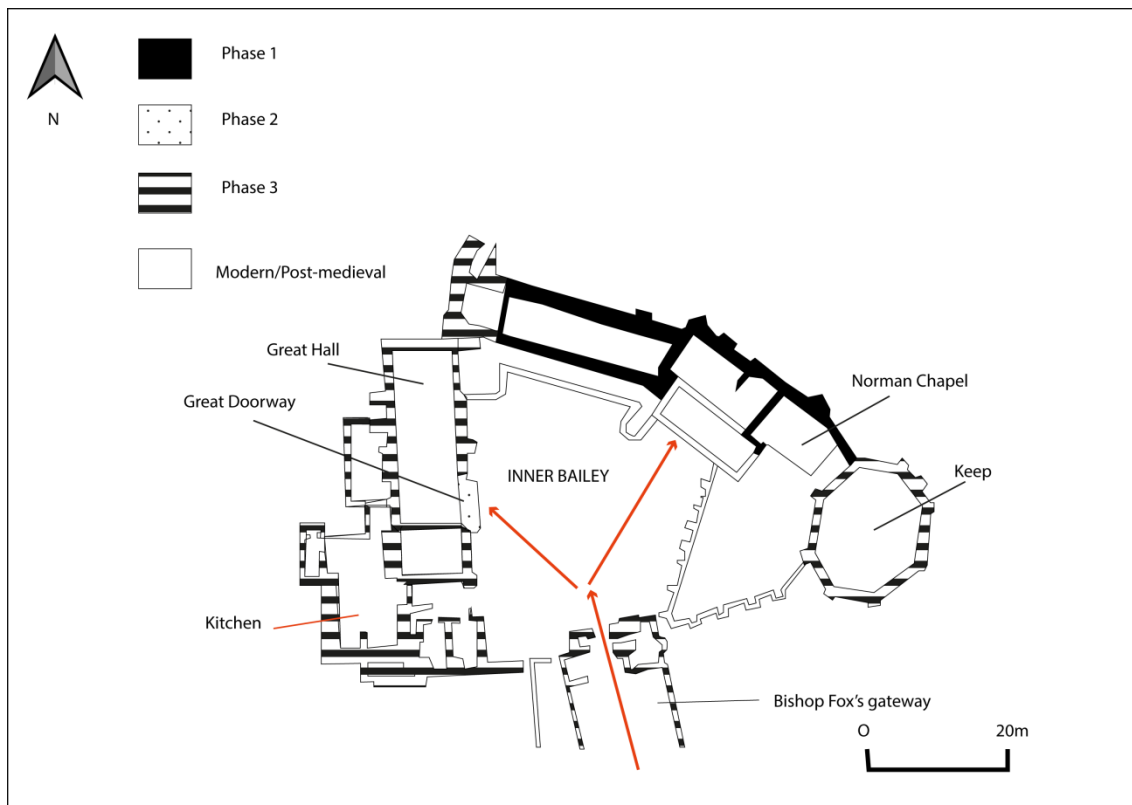 Phase 1
N
Phase 2
Phase 3
Modern/Post-medieval
Great Hall
Norman Chapel
Great Doorway
INNER BAILEY
Keep
Kitchen
Bishop Fox's gateway
O 20m